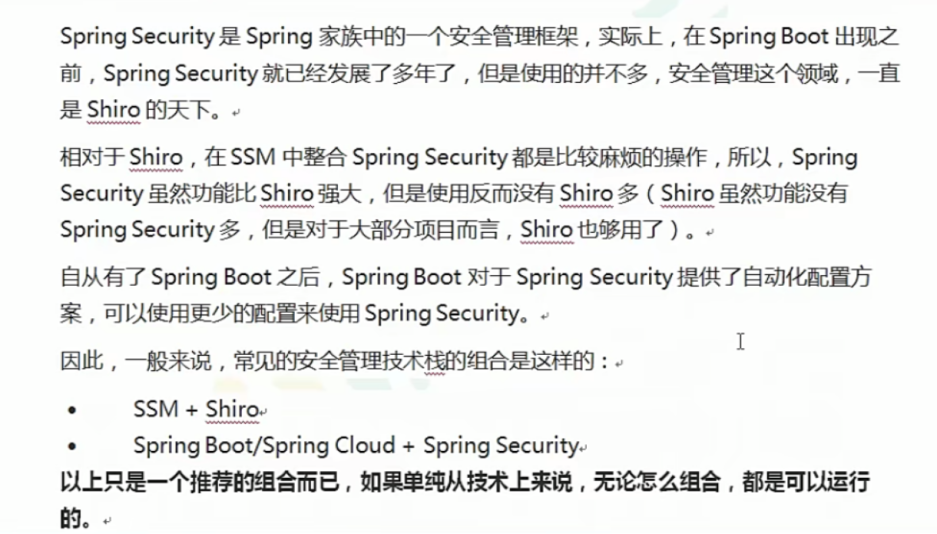 Spring Security 是 Spring 家族中的一个安全管理框架，实际上，在 Spring Boot 出现之
前，Spring Security 就已经发展了多年了，但是使用的并不多，安全管理这个领域，一直
是 Shiro 的天下。
相对于 Shiro，在 SSM 中整合 Spring Security 都是比较麻烦的操作，所以，Spring
Security 虽然功能比 Shiro 强大，但是使用反而没有 Shiro 多（Shiro 虽然功能没有
Spring Security 多，但是对于大部分项目而言，Shiro 也够用了）。
自从有了 Spring Boot 之后，Spring Boot 对于 Spring Security 提供了自动化配置方
案，可以使用更少的配置来使用 Spring Security。
因此，一般来说，常见的安全管理技术栈的组合是这样的：
• SSM + Shiro
• Spring Boot/Spring Cloud + Spring Security
以上只是一个推荐的组合而已，如果单纯从技术上来说，无论怎么组合，都是可以运行
的。